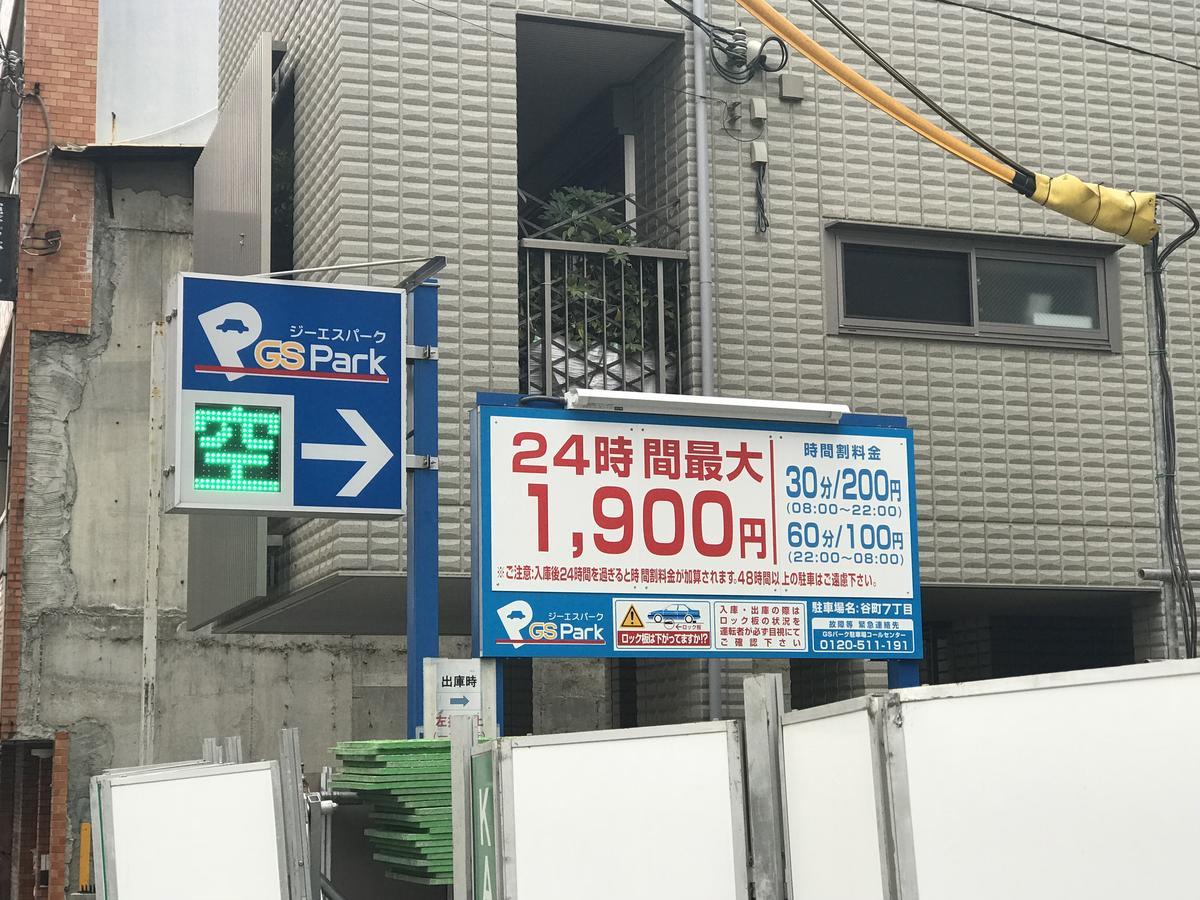 ジーエスパーク
GS Park
空
24時間最大
1,900円
時間割料金
30分/200円
(08:00〜22:00)
60分/100円
(22:00〜08:00)
※ご注意:入庫後24時間を過ぎると時間割料金が加算されます。48時間以上の駐車はご遠慮下さい。
ジーエスパーク
GS Park
ロック板
ロック板は下がってますか!?
入庫・出庫の際は
ロック板の状況を
運転者が必ず目視にて
ご確認下さい
駐車場名:谷町7丁目
故障等 緊急連絡先
GSパーク駐車場コールセンター
0120-511-191
出庫時
左
KA